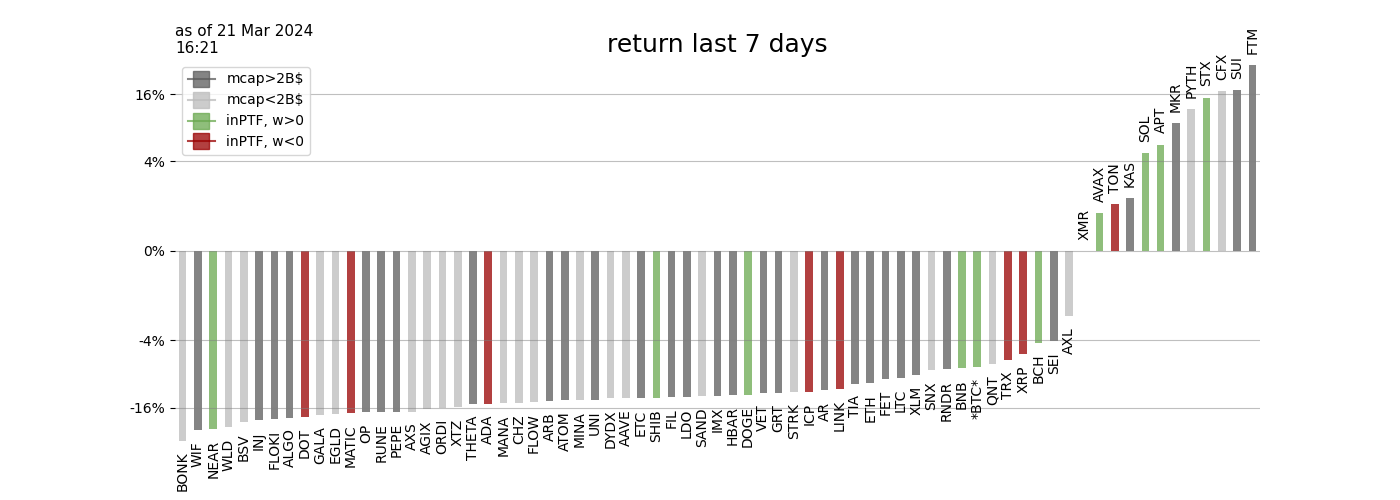 as of 21 Mar 2024
16:21
return last 7 days
mcap>2B$
mcap<2B$
inPTF, w>0
inPTF, w<0
16%
4%
0%
-4%
-16%
BONK
WIF
NEAR
WLD
BSV
INJ
FLOKI
ALGO
DOT
GALA
EGLD
MATIC
OP
RUNE
PEPE
AXS
AGIX
ORDI
XTZ
THETA
ADA
MANA
CHZ
FLOW
ARB
ATOM
MINA
UNI
DYDX
AAVE
ETC
SHIB
FIL
LDO
SAND
IMX
HBAR
DOGE
VET
GRT
STRK
ICP
AR
LINK
TIA
ETH
FET
LTC
XLM
SNX
RNDR
BNB
*BTC*
QNT
TRX
XRP
BCH
SEI
AXL
XMR
AVAX
TON
KAS
SOL
APT
MKR
PYTH
STX
CFX
SUI
FTM